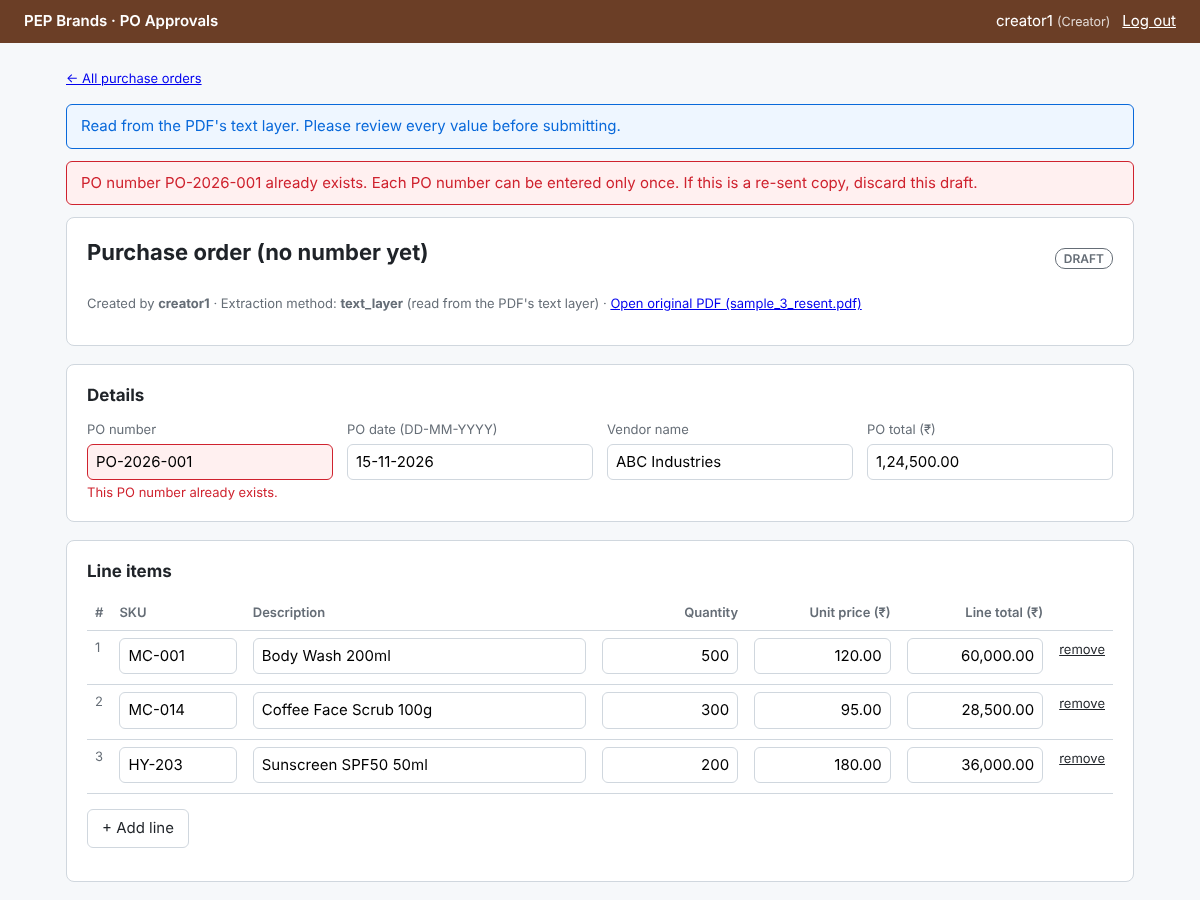 PEP Brands · PO Approvals
creator1 (Creator) Log out
← All purchase orders
Read from the PDF's text layer. Please review every value before submitting.
PO number PO-2026-001 already exists. Each PO number can be entered only once. If this is a re-sent copy, discard this draft.
Purchase order (no number yet)
DRAFT
Created by creator1 · Extraction method: text_layer (read from the PDF's text layer) · Open original PDF (sample_3_resent.pdf)
Details
PO number PO date (DD-MM-YYYY) Vendor name PO total (₹)
PO-2026-001 15-11-2026 ABC Industries 1,24,500.00
This PO number already exists.
Line items
# SKU Description Quantity Unit price (₹) Line total (₹)
1 MC-001 Body Wash 200ml 500 120.00 60,000.00 remove
2 MC-014 Coffee Face Scrub 100g 300 95.00 28,500.00 remove
3 HY-203 Sunscreen SPF50 50ml 200 180.00 36,000.00 remove
+ Add line